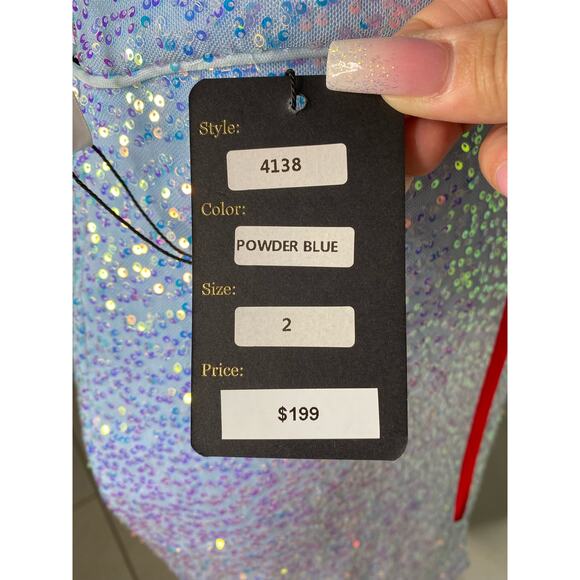 Style:
4138
Color:
POWDER BLUE
Size:
2
Price:
$199